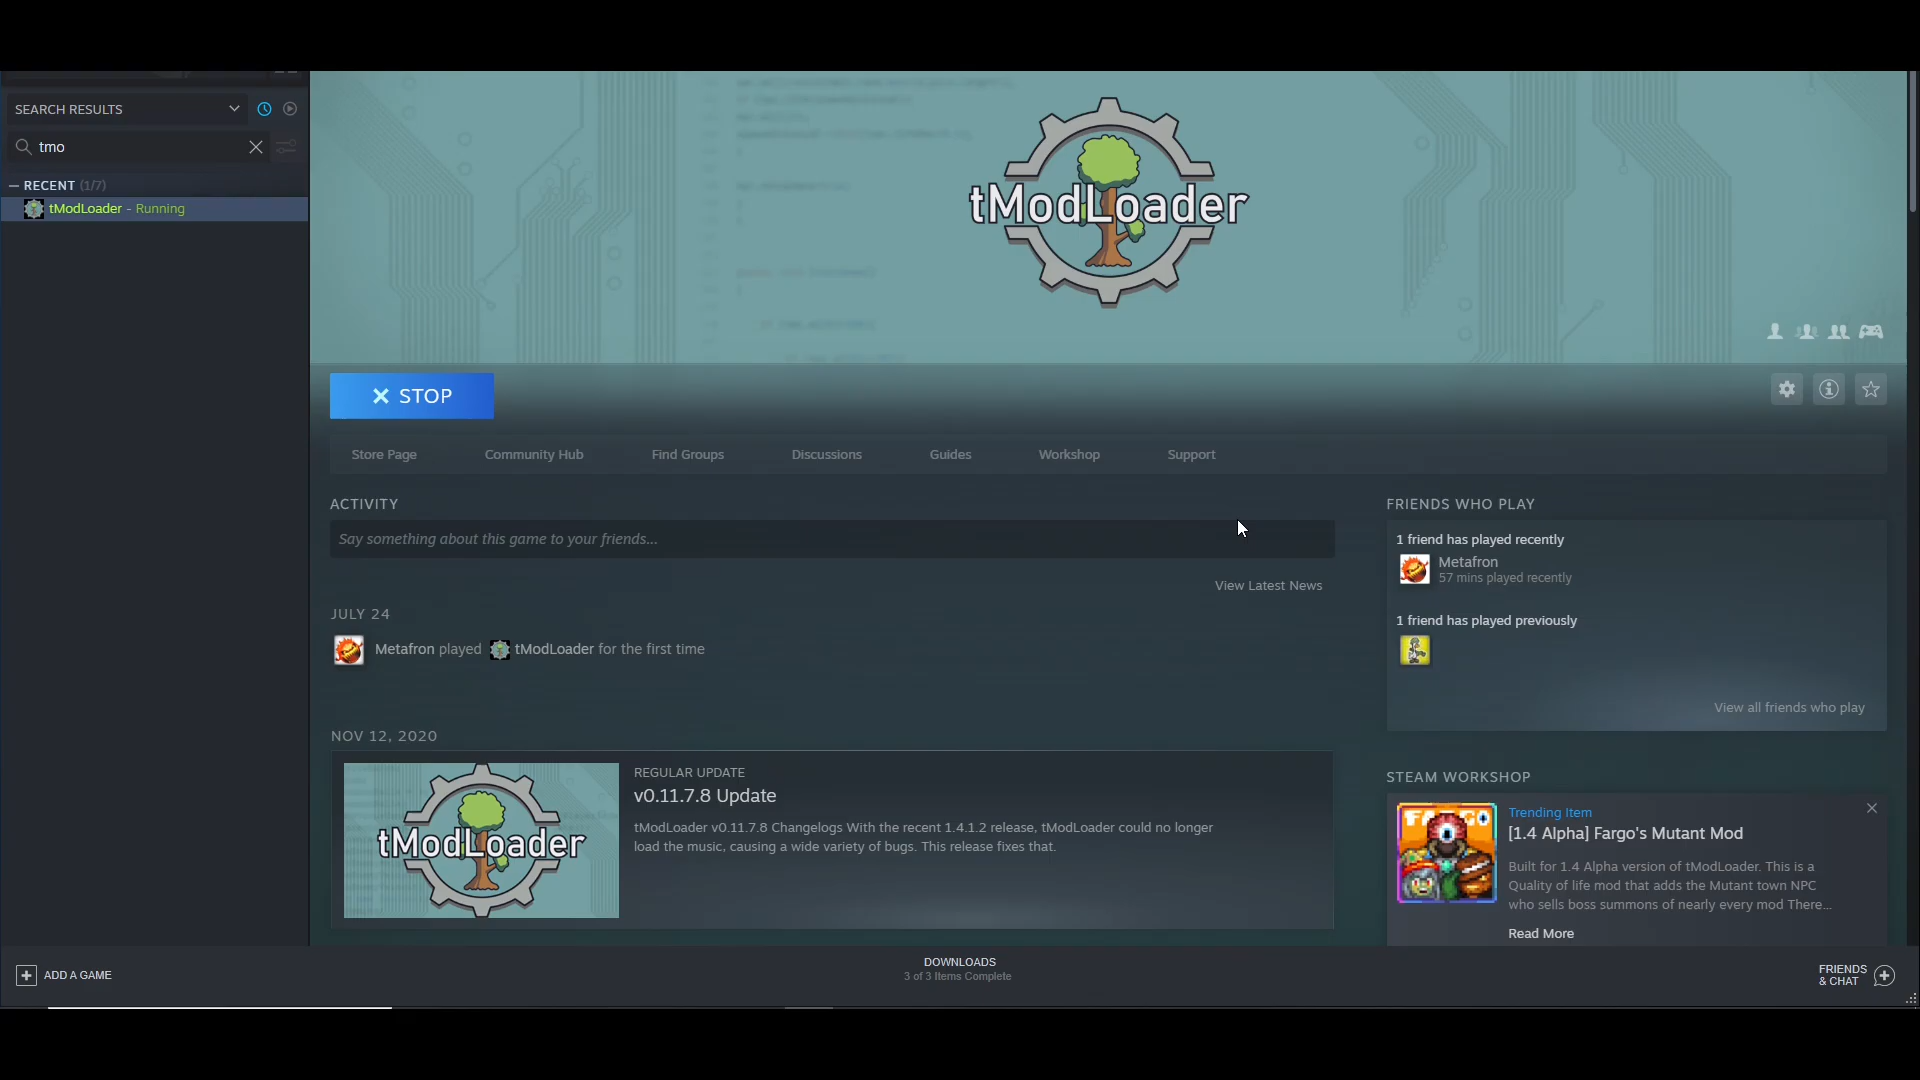 SEARCH RESULTS
tmo
RECENT (1/7)
tModLoader - Running
tModLoader
STOP
Store Page
Community Hub
Find Groups
Discussions
Guides
Workshop
Support
ACTIVITY
Say something about this game to your friends...
View Latest News
JULY 24
Metafron played tModLoader for the first time
NOV 12, 2020
tModLoader
REGULAR UPDATE
v0.11.7.8 Update
tModLoader v0.11.7.8 Changelogs With the recent 1.4.1.2 release, tModLoader could no longer
load the music, causing a wide variety of bugs. This release fixes that.
FRIENDS WHO PLAY
1 friend has played recently
Metafron
57 mins played recently
1 friend has played previously
View all friends who play
STEAM WORKSHOP
FARGO
Trending Item
[1.4 Alpha] Fargo's Mutant Mod
Built for 1.4 Alpha version of tModLoader. This is a
Quality of life mod that adds the Mutant town NPC
who sells boss summons of nearly every mod There...
Read More
ADD A GAME
DOWNLOADS
3 of 3 Items Complete
FRIENDS
& CHAT